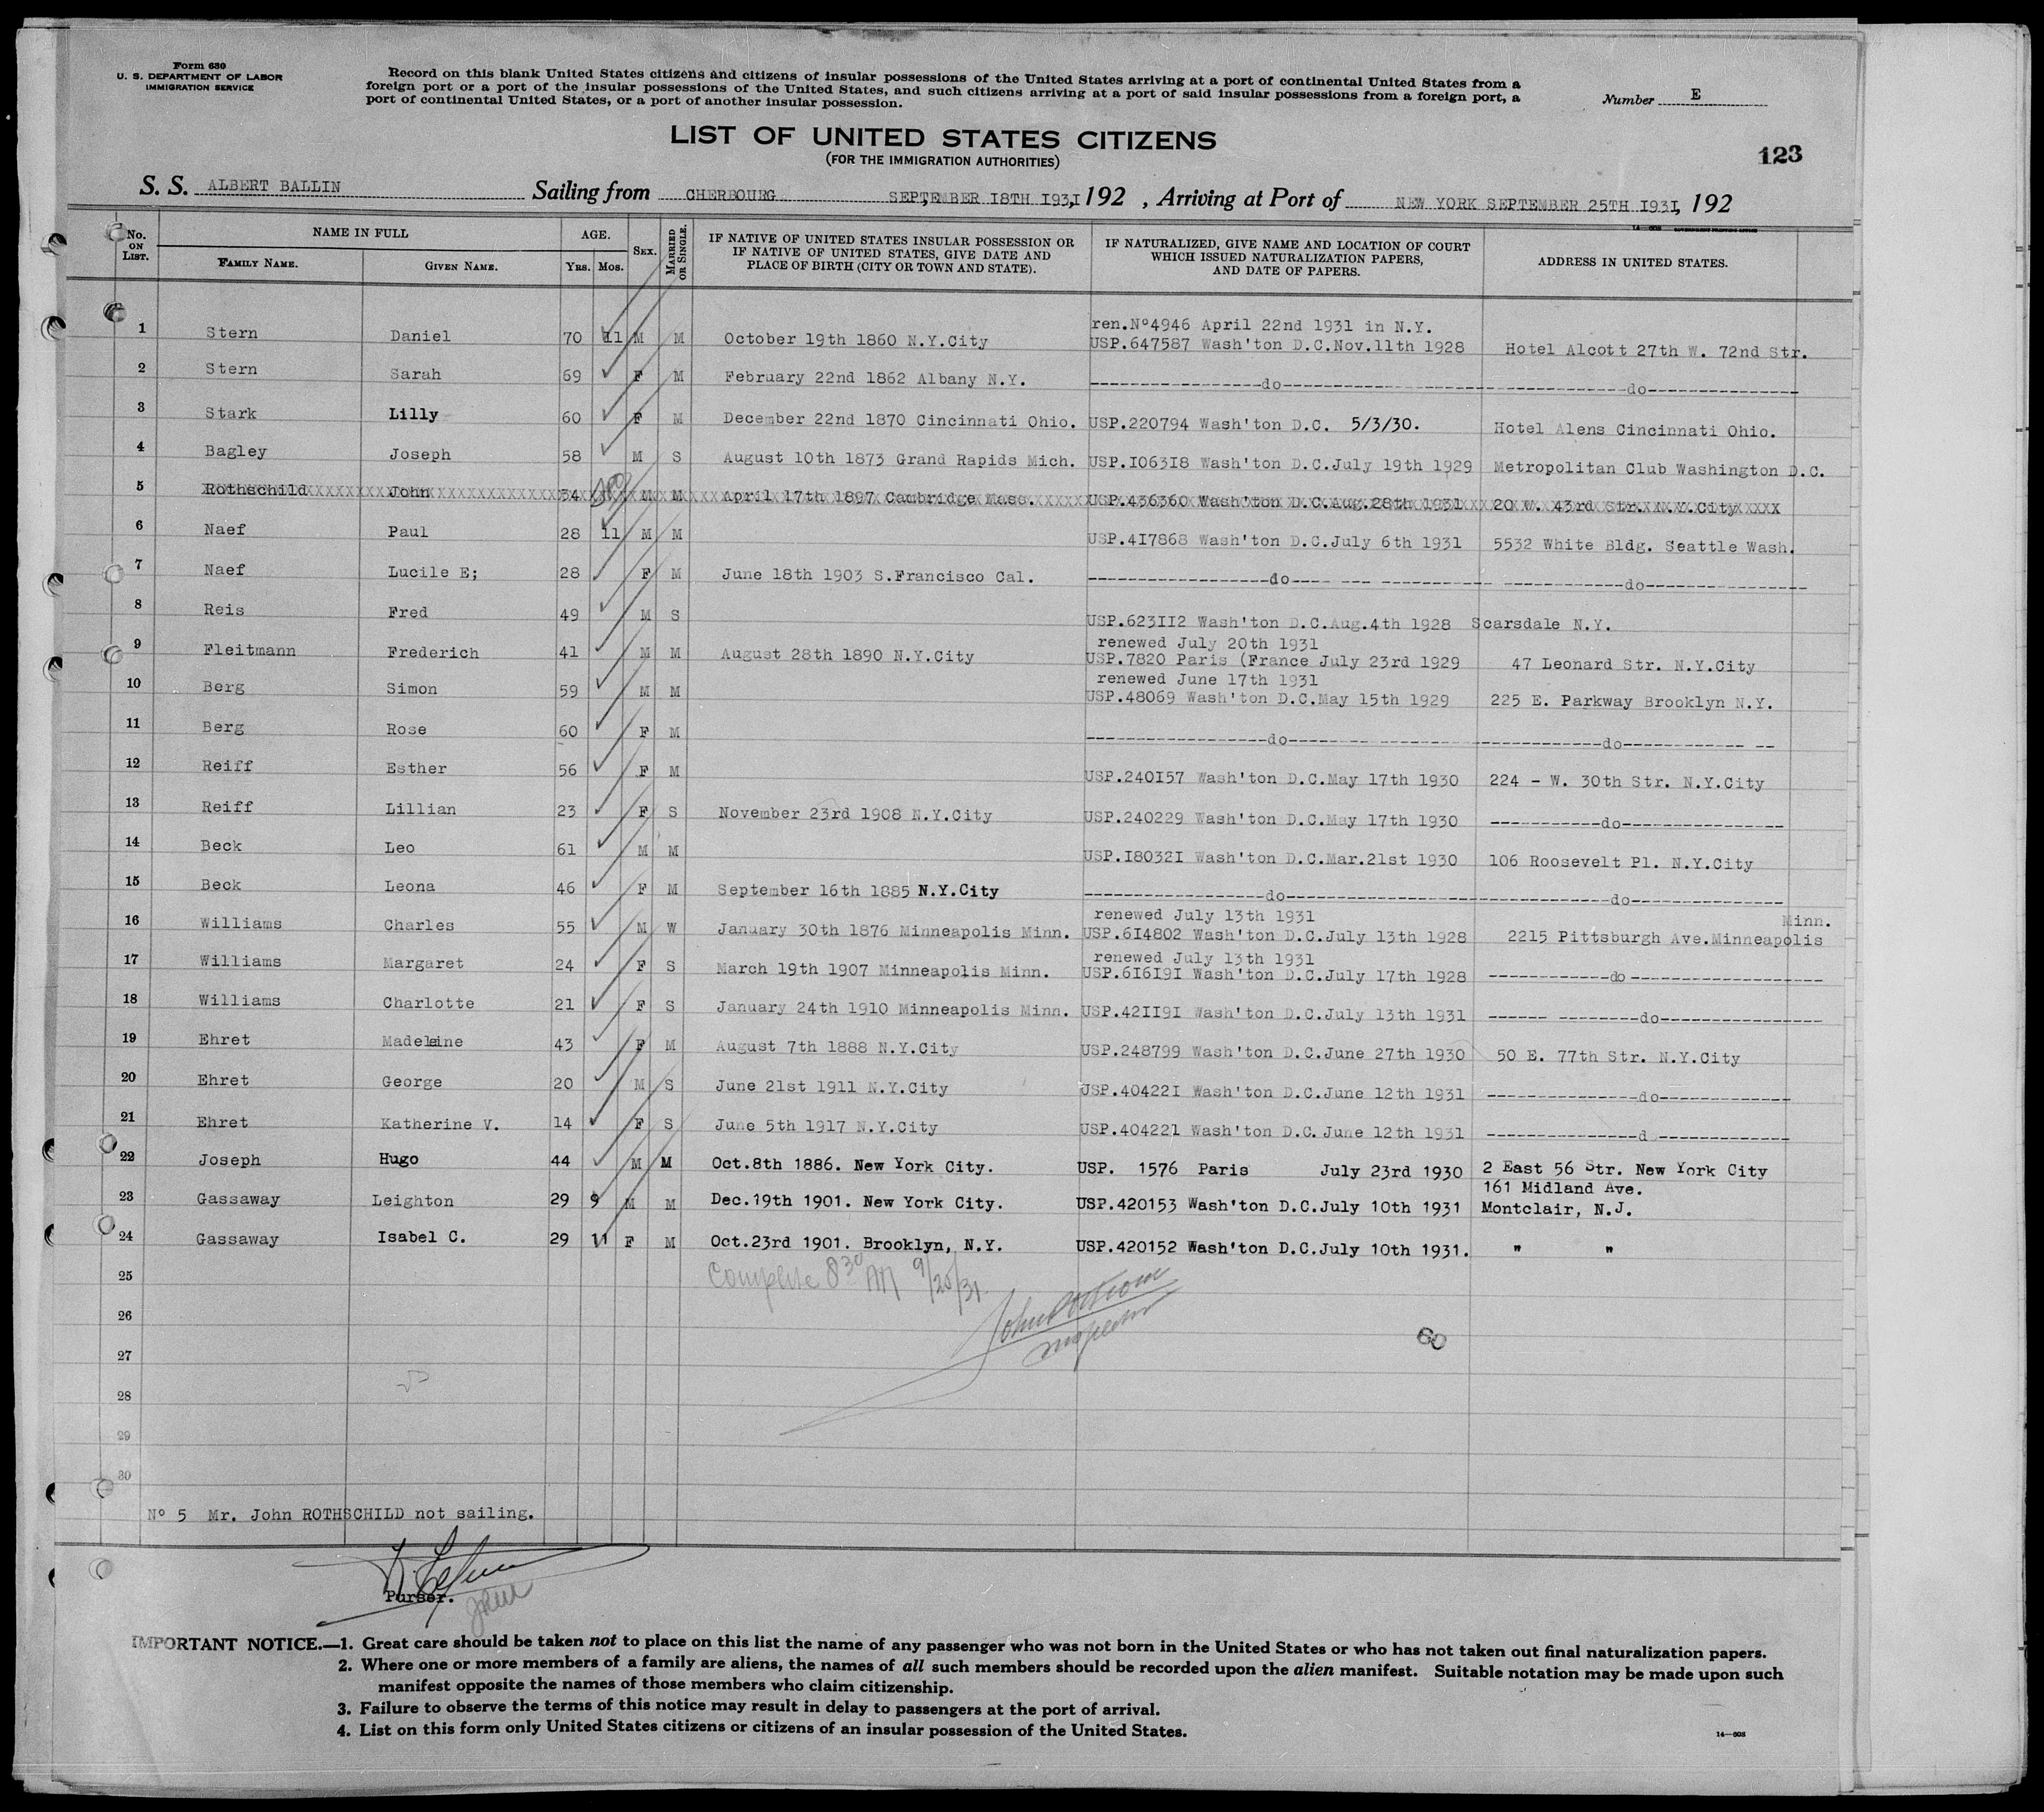 Form 630
U. S. DEPARTMENT OF LABOR
IMMIGRATION SERVICE
Record on this blank United States citizens and citizens of insular possessions of the United States arriving at a port of continental United States from a
foreign port or a port of the insular possessions of the United States, and such citizens arriving at a port of said insular possessions from a foreign port, a
port of continental United States, or a port of another insular possession.
Number E
LIST OF UNITED STATES CITIZENS
(FOR THE IMMIGRATION AUTHORITIES)
123
S. S. ALBERT BALLIN Sailing from CHERBOURG SEPTEMBER 18TH 1931, 192 , Arriving at Port of NEW YORK SEPTEMBER 25TH 1931, 192
No. ON LIST. NAME IN FULL AGE. SEX. MARRIED OR SINGLE. IF NATIVE OF UNITED STATES INSULAR POSSESSION OR IF NATIVE OF UNITED STATES, GIVE DATE AND PLACE OF BIRTH (CITY OR TOWN AND STATE). IF NATURALIZED, GIVE NAME AND LOCATION OF COURT WHICH ISSUED NATURALIZATION PAPERS, AND DATE OF PAPERS. ADDRESS IN UNITED STATES.
FAMILY NAME. GIVEN NAME. YRS. MOS.
ren.Nº4946 April 22nd 1931 in N.Y.
1 Stern Daniel 70 11 M M October 19th 1860 N.Y.City USP.647587 Wash'ton D.C.Nov.11th 1928 Hotel Alcott 27th W. 72nd Str.
2 Stern Sarah 69 F M February 22nd 1862 Albany N.Y. ----do---- ----do----
3 Stark Lilly 60 F M December 22nd 1870 Cincinnati Ohio. USP.220794 Wash'ton D.C. 5/3/30. Hotel Alens Cincinnati Ohio.
4 Bagley Joseph 58 M S August 10th 1873 Grand Rapids Mich. USP.106318 Wash'ton D.C.July 19th 1929 Metropolitan Club Washington D.C.
5 Rothschild John 34 M M April 17th 1897 Cambridge Mass. USP.436360 Wash'ton D.C.Aug.28th 1931 20 W. 43rd Str. N.Y.City
6 Naef Paul 28 11 M M USP.417868 Wash'ton D.C.July 6th 1931 5532 White Bldg. Seattle Wash.
7 Naef Lucile E; 28 F M June 18th 1903 S.Francisco Cal. ----do---- ----do----
8 Reis Fred 49 M S USP.623112 Wash'ton D.C.Aug.4th 1928 Scarsdale N.Y.
renewed July 20th 1931
9 Fleitmann Frederich 41 M M August 28th 1890 N.Y.City USP.7820 Paris (France July 23rd 1929 47 Leonard Str. N.Y.City
renewed June 17th 1931
10 Berg Simon 59 M M USP.48069 Wash'ton D.C.May 15th 1929 225 E. Parkway Brooklyn N.Y.
11 Berg Rose 60 F M ----do---- ----do----
12 Reiff Esther 56 F M USP.240157 Wash'ton D.C.May 17th 1930 224 - W. 30th Str. N.Y.City
13 Reiff Lillian 23 F S November 23rd 1908 N.Y.City USP.240229 Wash'ton D.C.May 17th 1930 ----do----
14 Beck Leo 61 M M USP.180321 Wash'ton D.C.Mar.21st 1930 106 Roosevelt Pl. N.Y.City
15 Beck Leona 46 F M September 16th 1885 N.Y.City ----do---- ----do----
renewed July 13th 1931 Minn.
16 Williams Charles 55 M W January 30th 1876 Minneapolis Minn. USP.614802 Wash'ton D.C.July 13th 1928 2215 Pittsburgh Ave.Minneapolis
renewed July 13th 1931
17 Williams Margaret 24 F S March 19th 1907 Minneapolis Minn. USP.616191 Wash'ton D.C.July 17th 1928 ----do----
18 Williams Charlotte 21 F S January 24th 1910 Minneapolis Minn. USP.421191 Wash'ton D.C.July 13th 1931 ----do----
19 Ehret Madeleine 43 F M August 7th 1888 N.Y.City USP.248799 Wash'ton D.C.June 27th 1930 50 E. 77th Str. N.Y.City
20 Ehret George 20 M S June 21st 1911 N.Y.City USP.404221 Wash'ton D.C.June 12th 1931 ----do----
21 Ehret Katherine V. 14 F S June 5th 1917 N.Y.City USP.404221 Wash'ton D.C. June 12th 1931 ----d----
22 Joseph Hugo 44 M M Oct.8th 1886. New York City. USP. 1576 Paris July 23rd 1930 2 East 56 Str. New York City
161 Midland Ave.
23 Gassaway Leighton 29 9 M M Dec.19th 1901. New York City. USP.420153 Wash'ton D.C.July 10th 1931 Montclair, N.J.
24 Gassaway Isabel C. 29 11 F M Oct.23rd 1901. Brooklyn, N.Y. USP.420152 Wash'ton D.C.July 10th 1931. " "
25 Complete 8 30 AM 9/25/31.
26
Inspector
60
27
28
29
30
Nº 5 Mr. John ROTHSCHILD not sailing.
Purser.
IMPORTANT NOTICE.—1. Great care should be taken not to place on this list the name of any passenger who was not born in the United States or who has not taken out final naturalization papers.
2. Where one or more members of a family are aliens, the names of all such members should be recorded upon the alien manifest. Suitable notation may be made upon such
manifest opposite the names of those members who claim citizenship.
3. Failure to observe the terms of this notice may result in delay to passengers at the port of arrival.
4. List on this form only United States citizens or citizens of an insular possession of the United States.
14—608